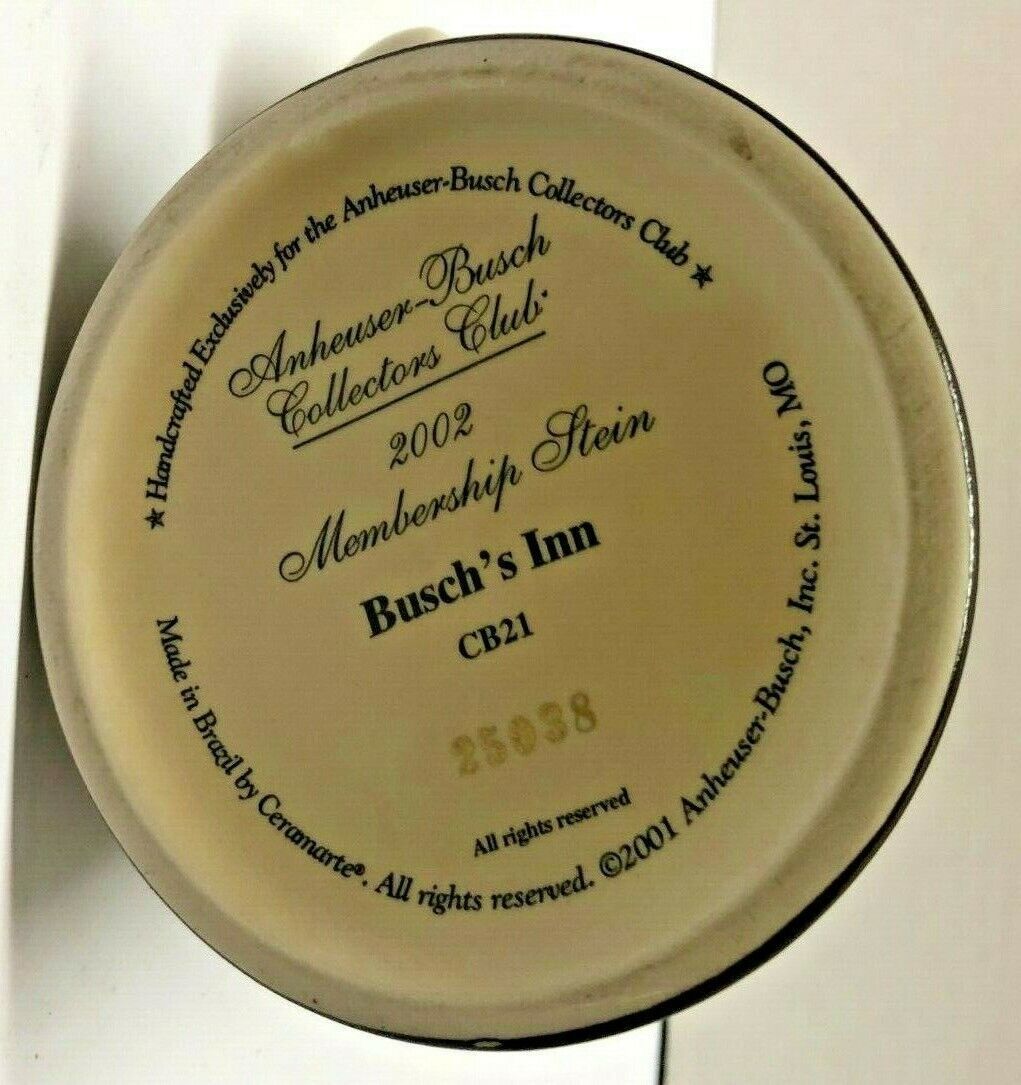 ★ Handcrafted Exclusively for the Anheuser-Busch Collectors Club ★
Anheuser-Busch
Collectors Club
2002
Membership Stein
Busch's Inn
CB21
25038
All rights reserved
Made in Brazil by Ceramarte®. All rights reserved. ©2001 Anheuser-Busch, Inc. St. Louis, MO